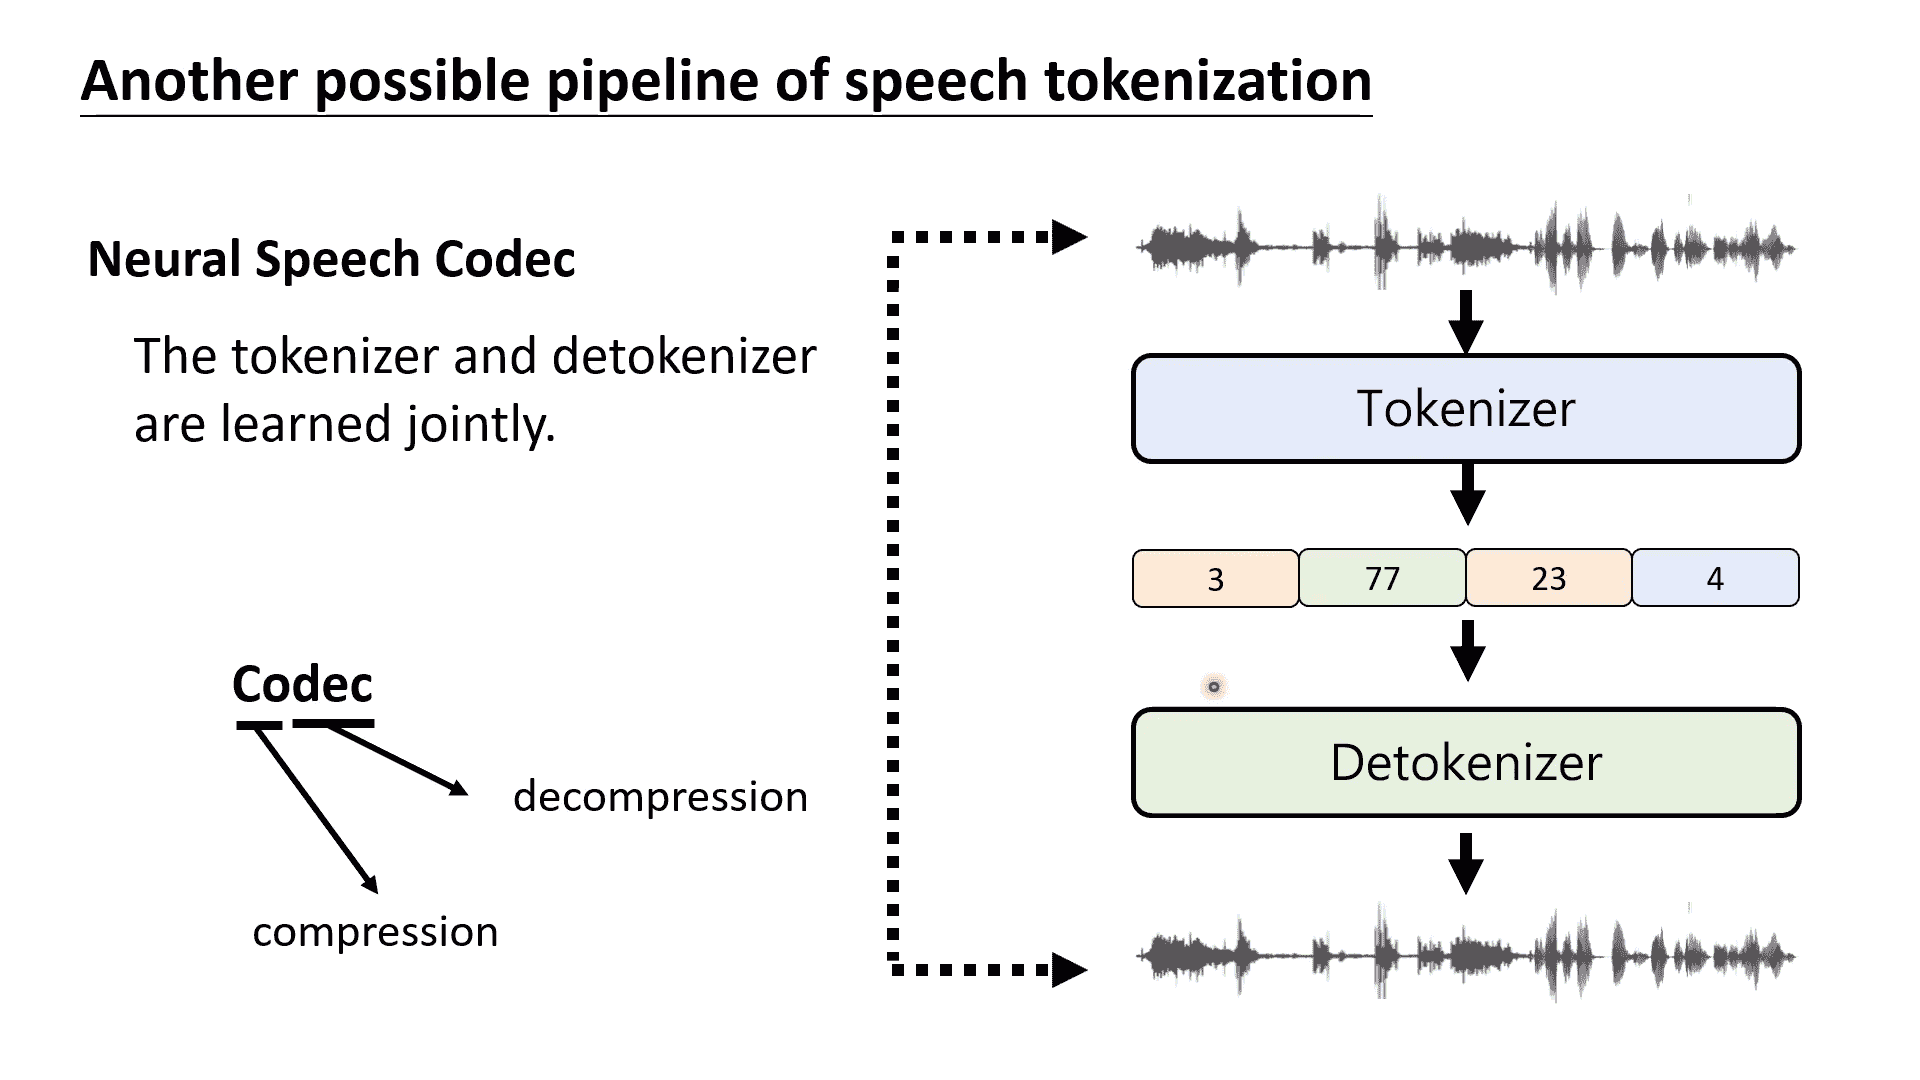 Another possible pipeline of speech tokenization
Neural Speech Codec
The tokenizer and detokenizer
are learned jointly.
Codec
decompression
compression
Tokenizer
3 77 23 4
Detokenizer